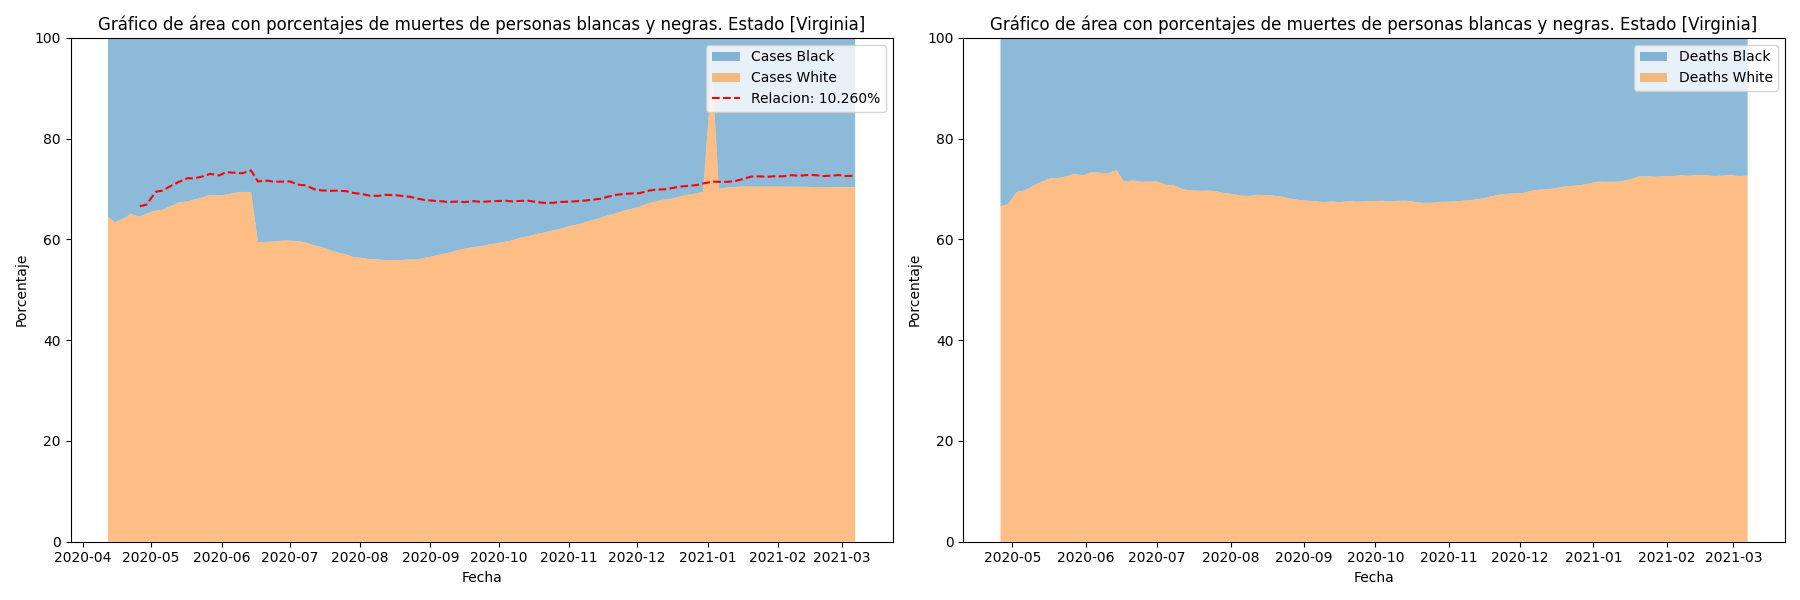 Gráfico de área con porcentajes de muertes de personas blancas y negras. Estado [Virginia]
100
80
60
40
20
0
Porcentaje
Cases Black
Cases White
Relacion: 10.260%
2020-04 2020-05 2020-06 2020-07 2020-08 2020-09 2020-10 2020-11 2020-12 2021-01 2021-02 2021-03
Fecha
Gráfico de área con porcentajes de muertes de personas blancas y negras. Estado [Virginia]
100
80
60
40
20
0
Porcentaje
Deaths Black
Deaths White
2020-05 2020-06 2020-07 2020-08 2020-09 2020-10 2020-11 2020-12 2021-01 2021-02 2021-03
Fecha